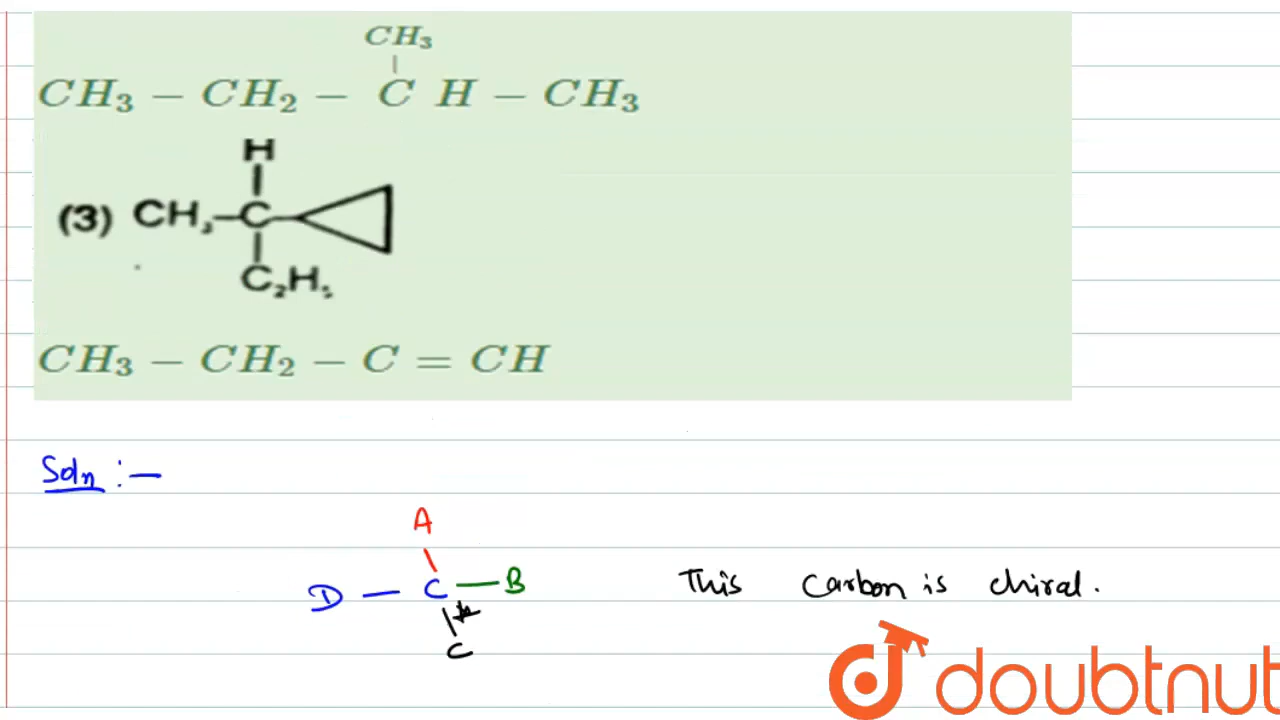 CH₃
|
CH₃ − CH₂ − C H − CH₃
H
(3) CH₃–C–
C₂H₅
CH₃ − CH₂ − C = CH
Soln :–
A
D – C – B
*
C
This carbon is chiral.
doubtnut